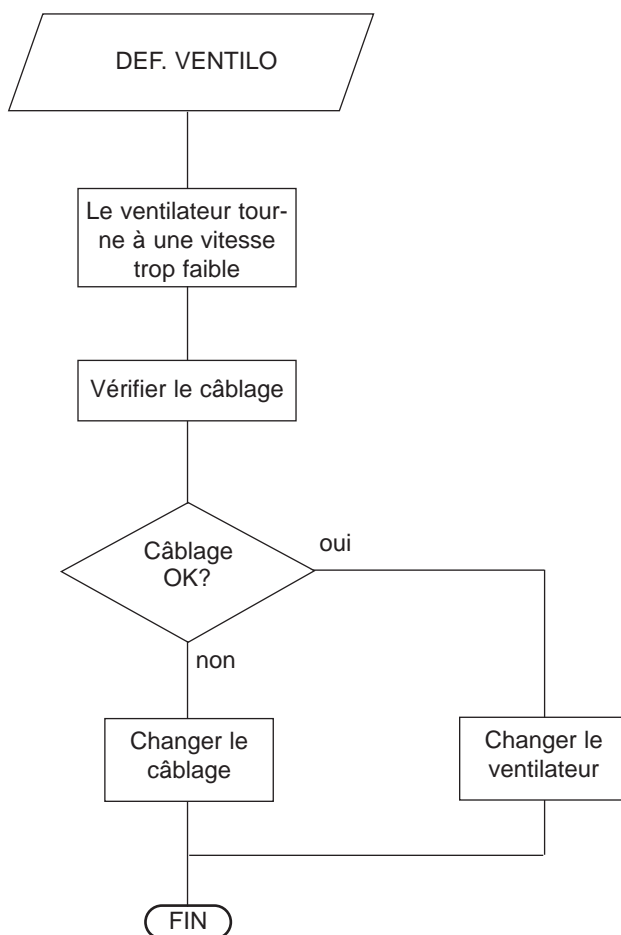 DEF. VENTILO
Le ventilateur tour-
ne à une vitesse
trop faible
Vérifier le câblage
Câblage
OK?
oui
non
Changer le
câblage
Changer le
ventilateur
FIN